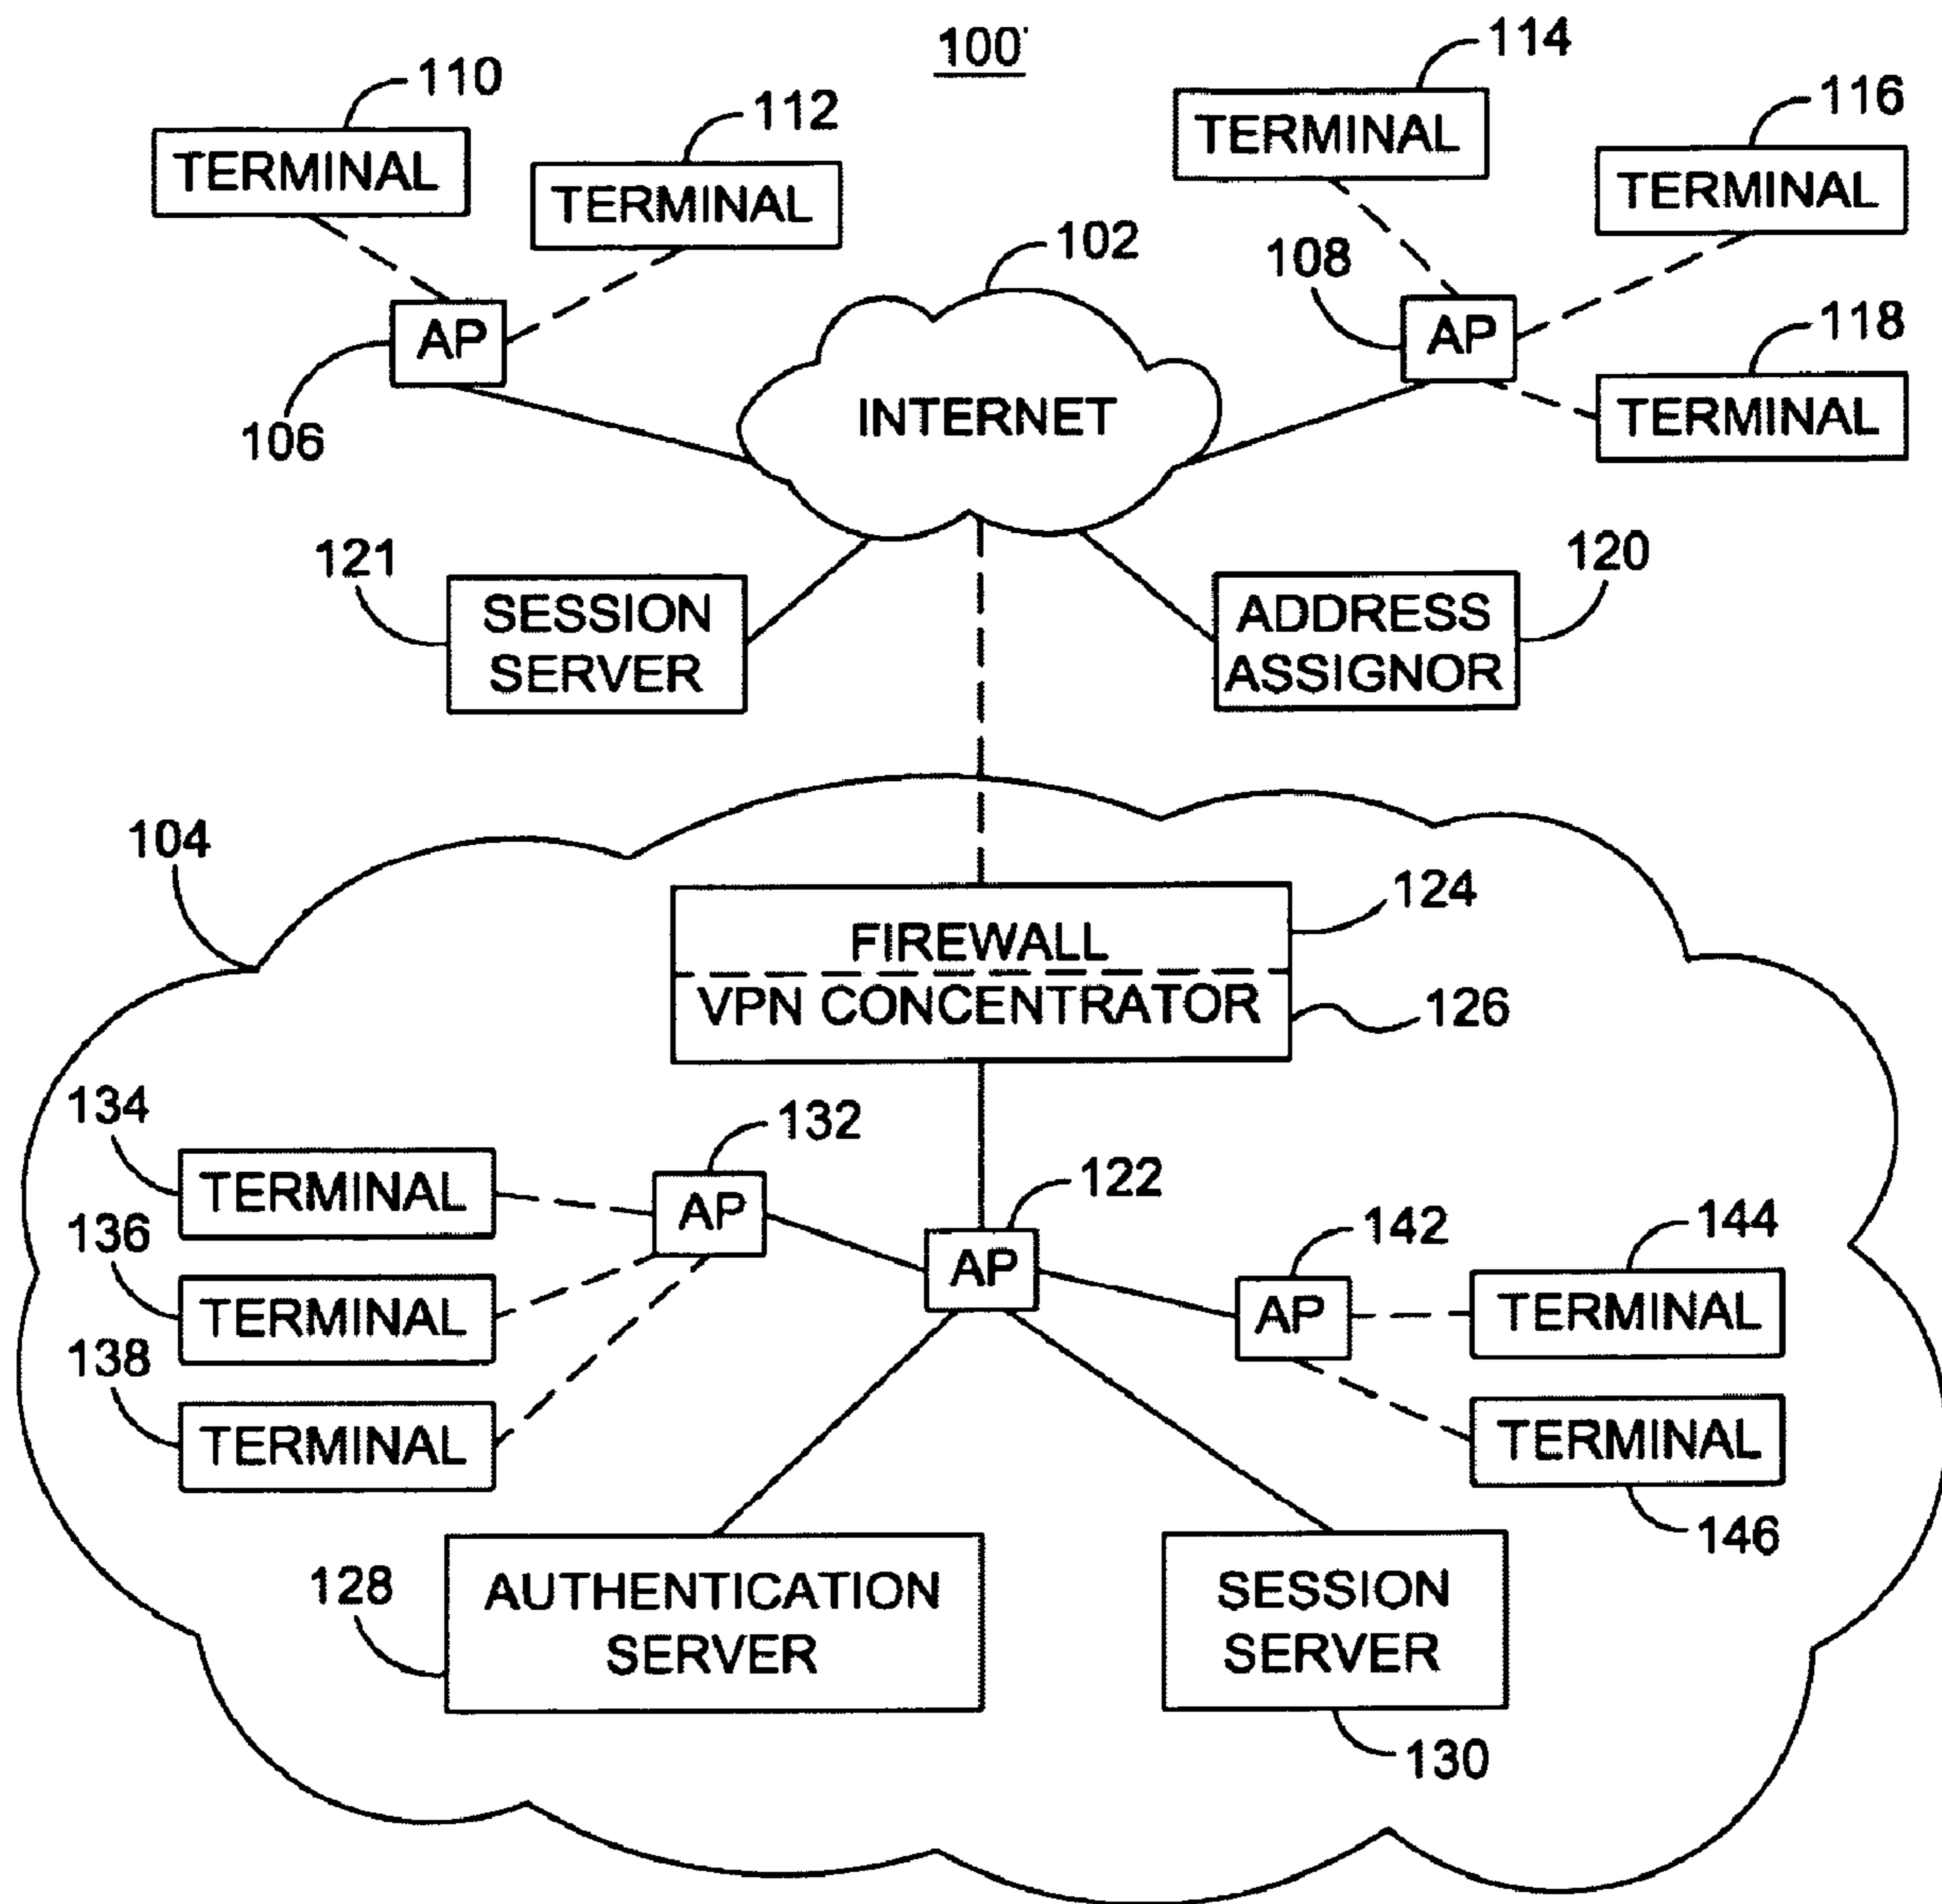 100'
110
112
114
116
TERMINAL
TERMINAL
TERMINAL
TERMINAL
102
108
118
AP
AP
106
INTERNET
TERMINAL
121
120
SESSION
SERVER
ADDRESS
ASSIGNOR
104
124
FIREWALL
VPN CONCENTRATOR
126
134
132
122
TERMINAL
AP
142
144
136
AP
AP
TERMINAL
TERMINAL
138
TERMINAL
TERMINAL
146
128
AUTHENTICATION
SERVER
SESSION
SERVER
130